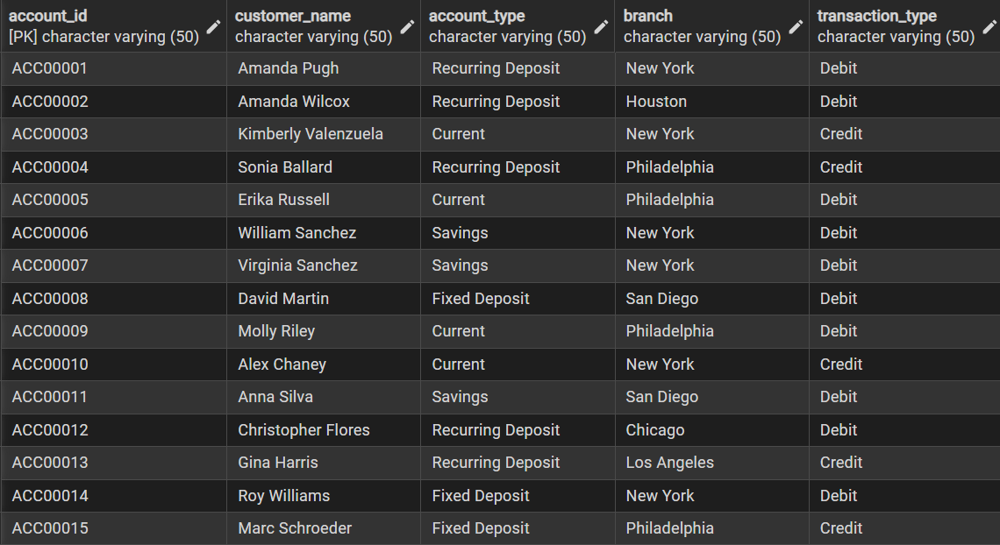 account_id customer_name account_type branch transaction_type
[PK] character varying (50) character varying (50) character varying (50) character varying (50) character varying (50)
ACC00001 Amanda Pugh Recurring Deposit New York Debit
ACC00002 Amanda Wilcox Recurring Deposit Houston Debit
ACC00003 Kimberly Valenzuela Current New York Credit
ACC00004 Sonia Ballard Recurring Deposit Philadelphia Credit
ACC00005 Erika Russell Current Philadelphia Debit
ACC00006 William Sanchez Savings New York Debit
ACC00007 Virginia Sanchez Savings New York Debit
ACC00008 David Martin Fixed Deposit San Diego Debit
ACC00009 Molly Riley Current Philadelphia Debit
ACC00010 Alex Chaney Current New York Credit
ACC00011 Anna Silva Savings San Diego Debit
ACC00012 Christopher Flores Recurring Deposit Chicago Debit
ACC00013 Gina Harris Recurring Deposit Los Angeles Credit
ACC00014 Roy Williams Fixed Deposit New York Debit
ACC00015 Marc Schroeder Fixed Deposit Philadelphia Credit